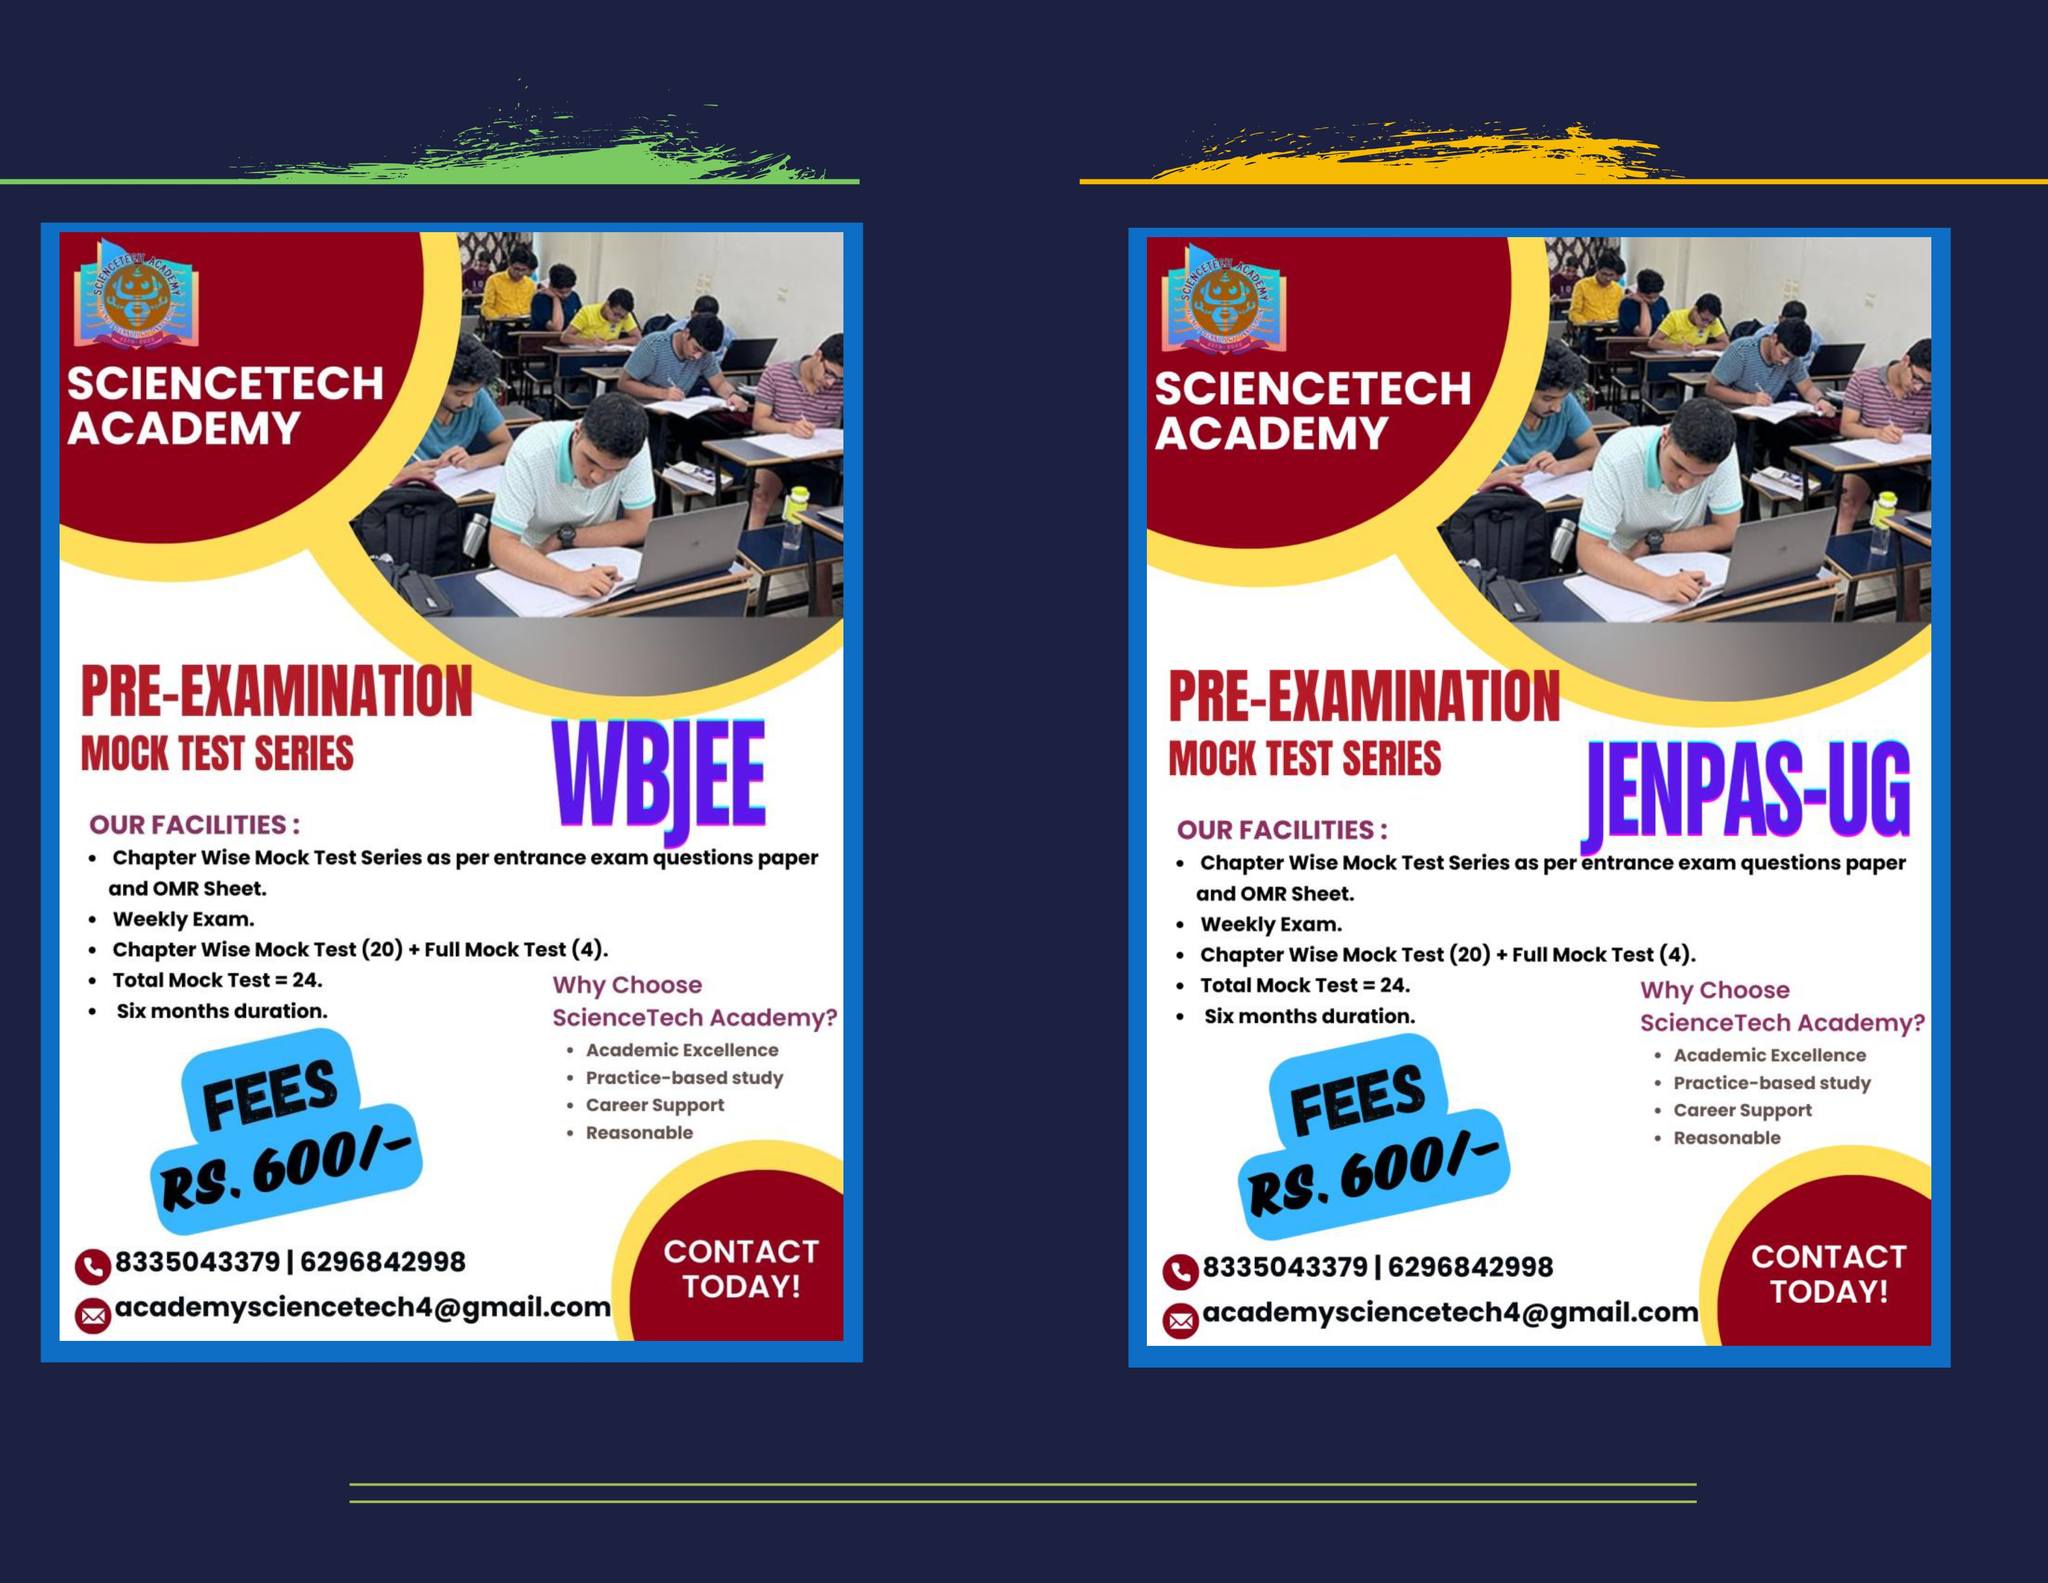 SCIENCETECH ACADEMY
SCIENCETECH
ACADEMY
PRE-EXAMINATION
MOCK TEST SERIES
WBJEE
OUR FACILITIES :
• Chapter Wise Mock Test Series as per entrance exam questions paper
and OMR Sheet.
• Weekly Exam.
• Chapter Wise Mock Test (20) + Full Mock Test (4).
• Total Mock Test = 24.
• Six months duration.
Why Choose
ScienceTech Academy?
• Academic Excellence
• Practice-based study
• Career Support
• Reasonable
FEES
RS. 600/-
8335043379 | 6296842998
academysciencetech4@gmail.com
CONTACT
TODAY!
SCIENCETECH ACADEMY
SCIENCETECH
ACADEMY
PRE-EXAMINATION
MOCK TEST SERIES
JENPAS-UG
OUR FACILITIES :
• Chapter Wise Mock Test Series as per entrance exam questions paper
and OMR Sheet.
• Weekly Exam.
• Chapter Wise Mock Test (20) + Full Mock Test (4).
• Total Mock Test = 24.
• Six months duration.
Why Choose
ScienceTech Academy?
• Academic Excellence
• Practice-based study
• Career Support
• Reasonable
FEES
RS. 600/-
8335043379 | 6296842998
academysciencetech4@gmail.com
CONTACT
TODAY!